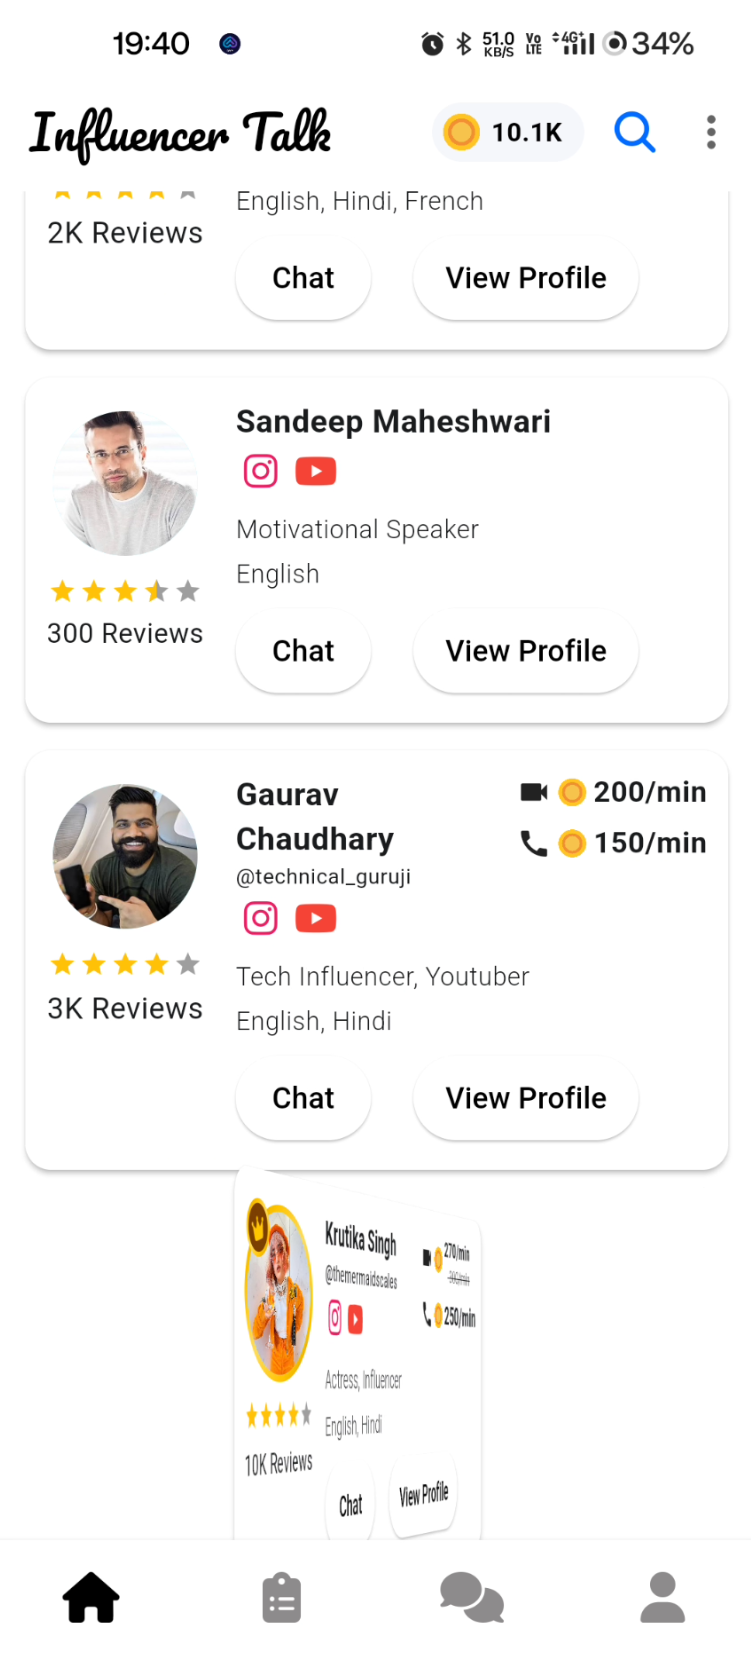 19:40
51.0 KB/S
Vo LTE
4G+
34%
Influencer Talk
10.1K
English, Hindi, French
2K Reviews
Chat
View Profile
Sandeep Maheshwari
Motivational Speaker
English
300 Reviews
Chat
View Profile
Gaurav
Chaudhary
200/min
150/min
@technical_guruji
Tech Influencer, Youtuber
English, Hindi
3K Reviews
Chat
View Profile
Krutika Singh
@themermaidscales
270/min
300/min
250/min
Actress, Influencer
English, Hindi
10K Reviews
Chat
View Profile